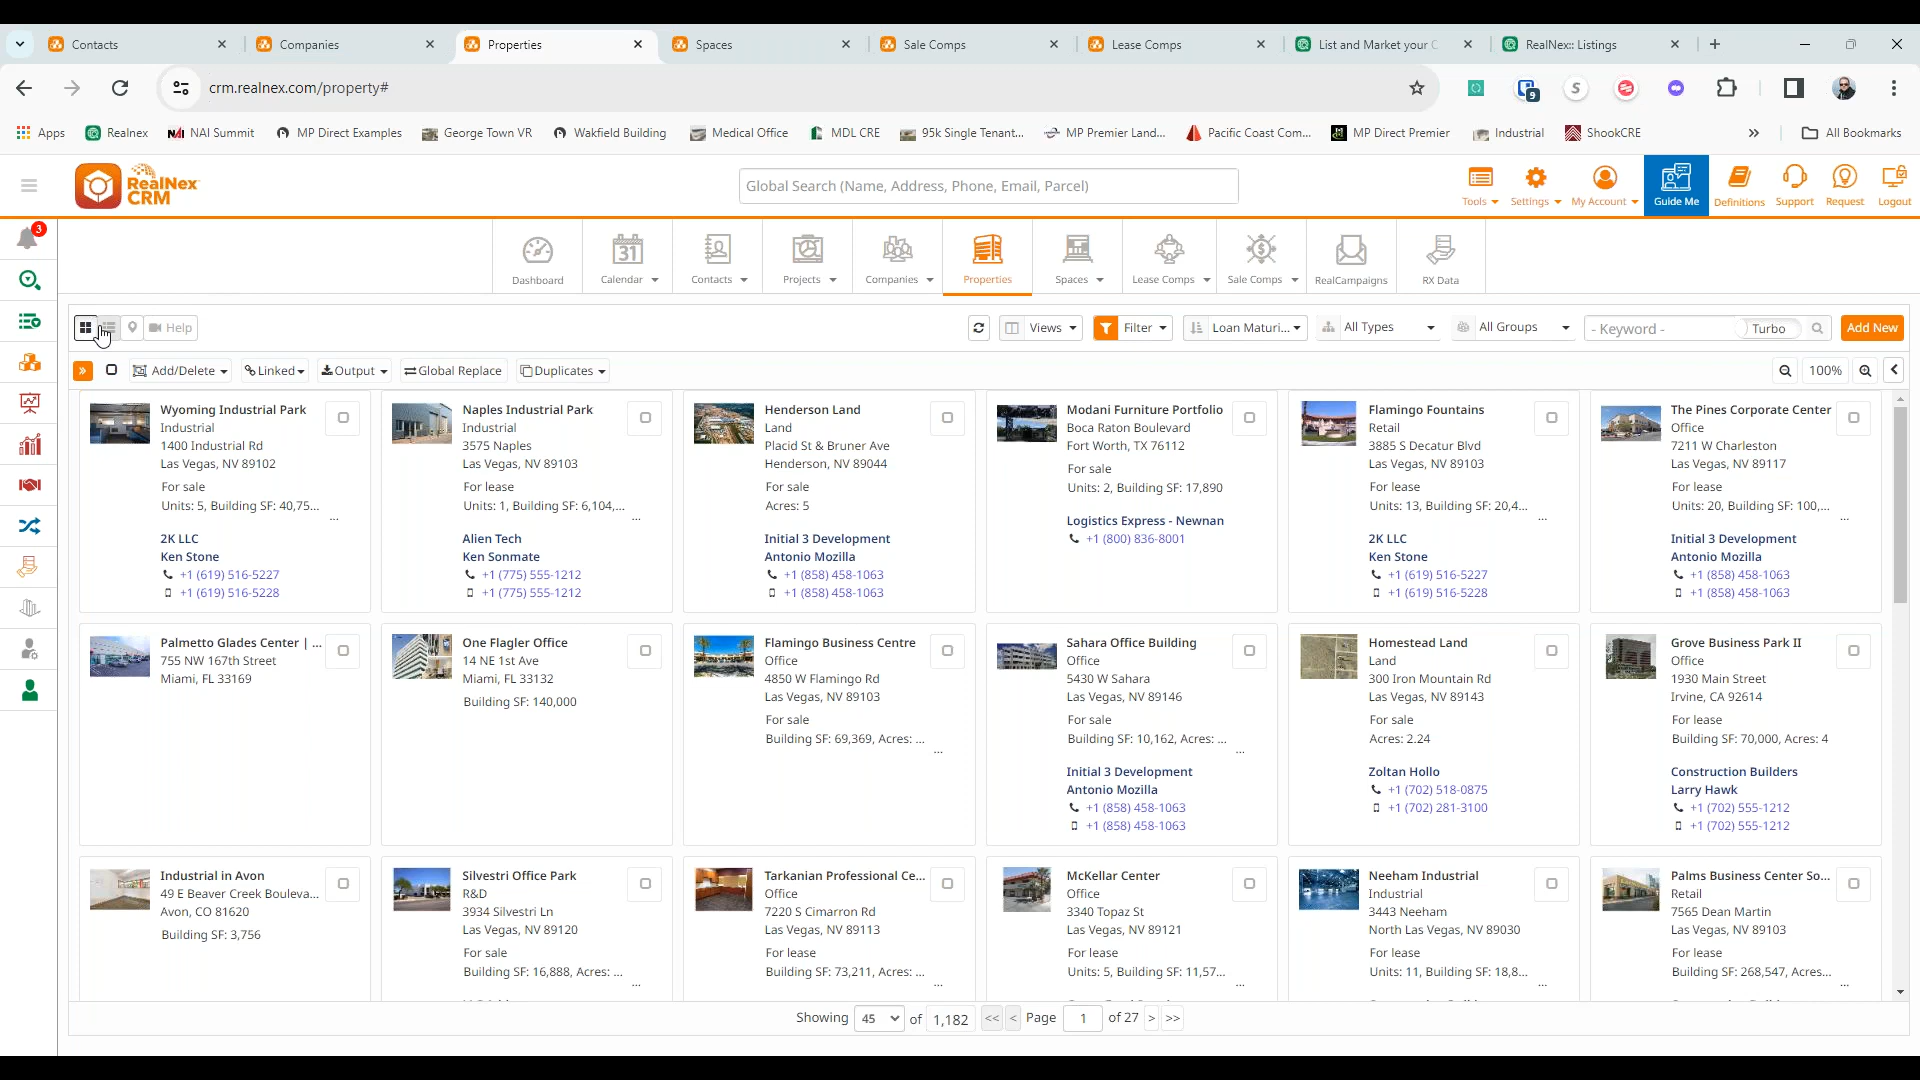 Contacts
Companies
Properties
Spaces
Sale Comps
Lease Comps
List and Market your C
RealNex:: Listings
crm.realnex.com/property#
9
Apps
Realnex
NAI Summit
MP Direct Examples
George Town VR
Wakfield Building
Medical Office
MDL CRE
95k Single Tenant...
MP Premier Land...
Pacific Coast Com...
MP Direct Premier
Industrial
ShookCRE
All Bookmarks
RealNex
CRM
Global Search (Name, Address, Phone, Email, Parcel)
Tools
Settings
My Account
Guide Me
Definitions
Support
Request
Logout
3
Dashboard
31
Calendar
Contacts
Projects
Companies
Properties
Spaces
Lease Comps
Sale Comps
RealCampaigns
RX Data
Help
Views
Filter
Loan Maturi...
All Types
All Groups
- Keyword -
Turbo
Add New
Add/Delete
Linked
Output
Global Replace
Duplicates
100%
Wyoming Industrial Park
Industrial
1400 Industrial Rd
Las Vegas, NV 89102
For sale
Units: 5, Building SF: 40,75...
...
2K LLC
Ken Stone
+1 (619) 516-5227
+1 (619) 516-5228
Naples Industrial Park
Industrial
3575 Naples
Las Vegas, NV 89103
For lease
Units: 1, Building SF: 6,104,...
...
Alien Tech
Ken Sonmate
+1 (775) 555-1212
+1 (775) 555-1212
Henderson Land
Land
Placid St & Bruner Ave
Henderson, NV 89044
For sale
Acres: 5
Initial 3 Development
Antonio Mozilla
+1 (858) 458-1063
+1 (858) 458-1063
Modani Furniture Portfolio
Boca Raton Boulevard
Fort Worth, TX 76112
For sale
Units: 2, Building SF: 17,890
Logistics Express - Newnan
+1 (800) 836-8001
Flamingo Fountains
Retail
3885 S Decatur Blvd
Las Vegas, NV 89103
For lease
Units: 13, Building SF: 20,4...
...
2K LLC
Ken Stone
+1 (619) 516-5227
+1 (619) 516-5228
The Pines Corporate Center
Office
7211 W Charleston
Las Vegas, NV 89117
For lease
Units: 20, Building SF: 100,...
...
Initial 3 Development
Antonio Mozilla
+1 (858) 458-1063
+1 (858) 458-1063
Palmetto Glades Center | ...
755 NW 167th Street
Miami, FL 33169
One Flagler Office
14 NE 1st Ave
Miami, FL 33132
Building SF: 140,000
Flamingo Business Centre
Office
4850 W Flamingo Rd
Las Vegas, NV 89103
For sale
Building SF: 69,369, Acres: ...
...
Sahara Office Building
Office
5430 W Sahara
Las Vegas, NV 89146
For sale
Building SF: 10,162, Acres: ...
...
Initial 3 Development
Antonio Mozilla
+1 (858) 458-1063
+1 (858) 458-1063
Homestead Land
Land
300 Iron Mountain Rd
Las Vegas, NV 89143
For sale
Acres: 2.24
Zoltan Hollo
+1 (702) 518-0875
+1 (702) 281-3100
Grove Business Park II
Office
1930 Main Street
Irvine, CA 92614
For lease
Building SF: 70,000, Acres: 4
Construction Builders
Larry Hawk
+1 (702) 555-1212
+1 (702) 555-1212
Industrial in Avon
49 E Beaver Creek Bouleva...
Avon, CO 81620
Building SF: 3,756
Silvestri Office Park
R&D
3934 Silvestri Ln
Las Vegas, NV 89120
For sale
Building SF: 16,888, Acres: ...
...
Tarkanian Professional Ce...
Office
7220 S Cimarron Rd
Las Vegas, NV 89113
For lease
Building SF: 73,211, Acres: ...
...
McKellar Center
Office
3340 Topaz St
Las Vegas, NV 89121
For lease
Units: 5, Building SF: 11,57...
...
Neeham Industrial
Industrial
3443 Neeham
North Las Vegas, NV 89030
For lease
Units: 11, Building SF: 18,8...
...
Palms Business Center So...
Retail
7565 Dean Martin
Las Vegas, NV 89103
For lease
Building SF: 268,547, Acres...
...
Showing 45 of 1,182 << < Page 1 of 27 > >>